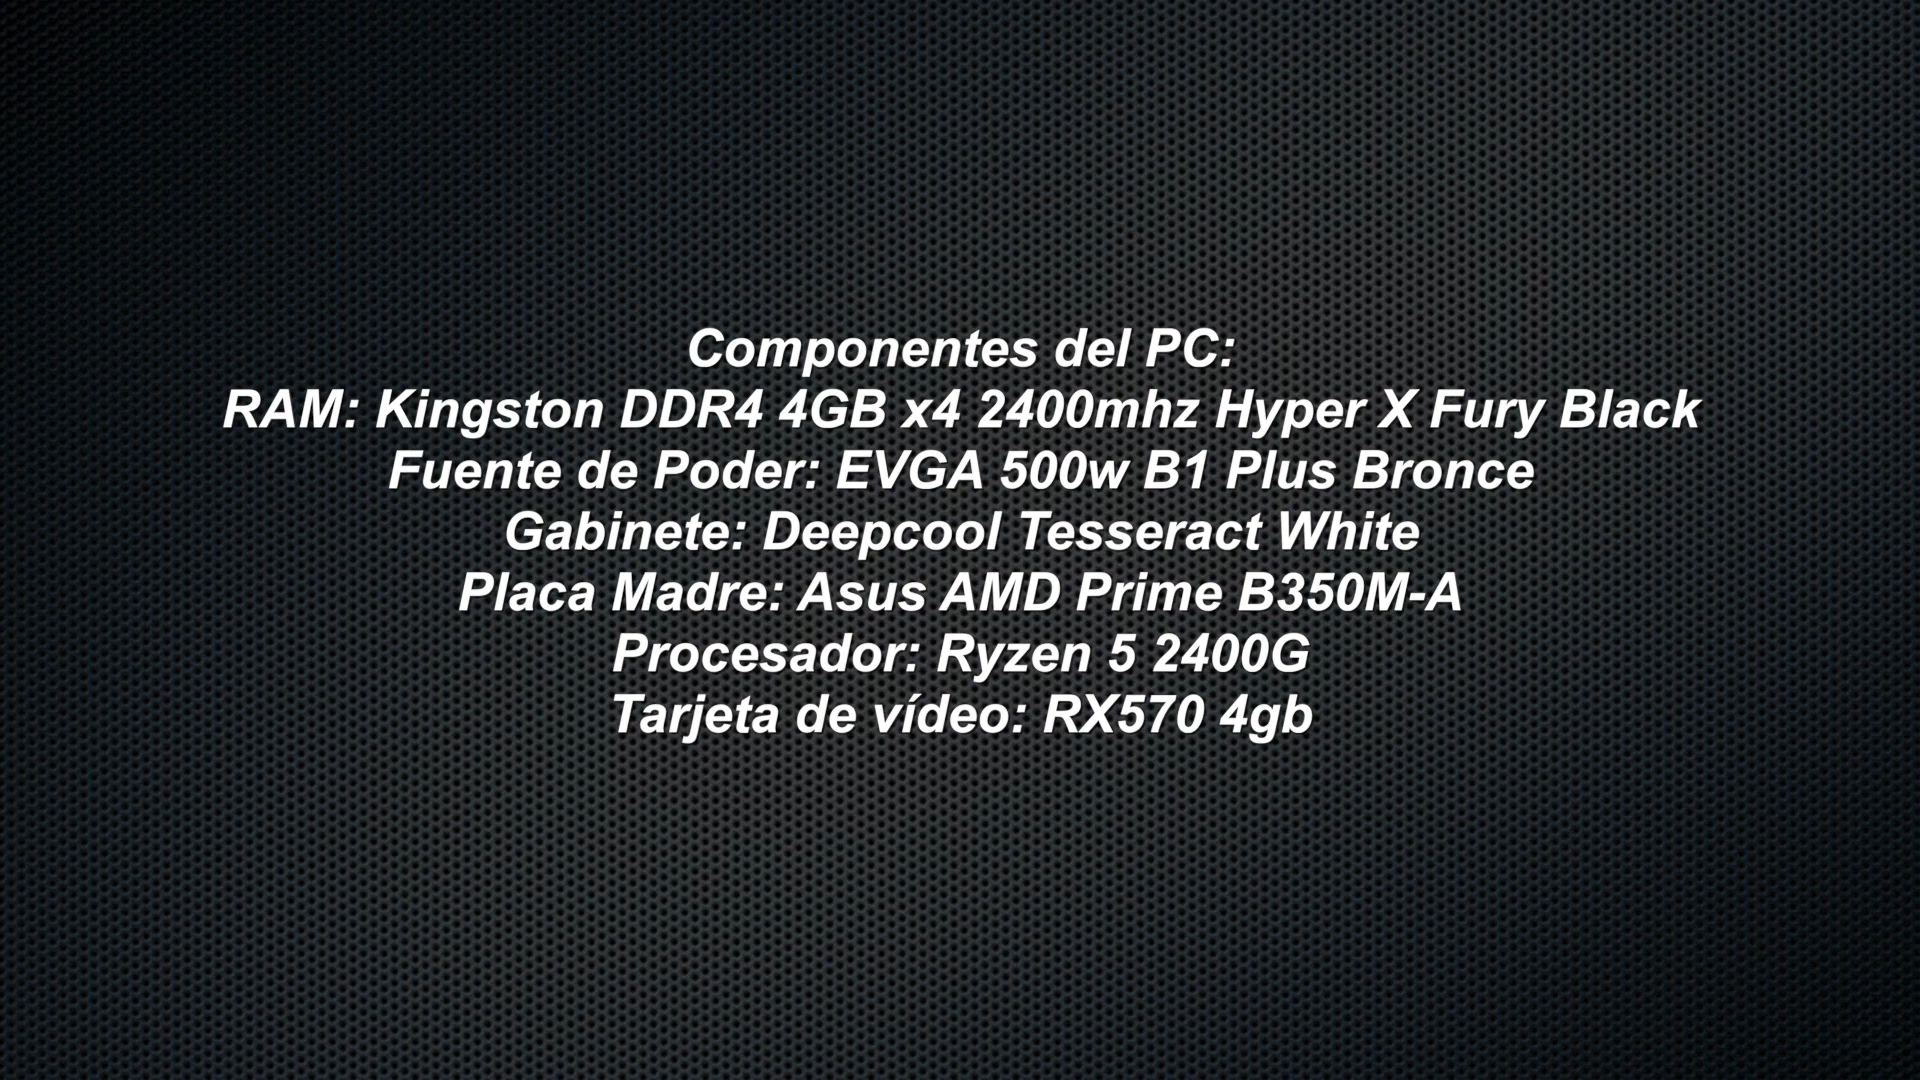 Componentes del PC:
RAM: Kingston DDR4 4GB x4 2400mhz Hyper X Fury Black
Fuente de Poder: EVGA 500w B1 Plus Bronce
Gabinete: Deepcool Tesseract White
Placa Madre: Asus AMD Prime B350M-A
Procesador: Ryzen 5 2400G
Tarjeta de vídeo: RX570 4gb